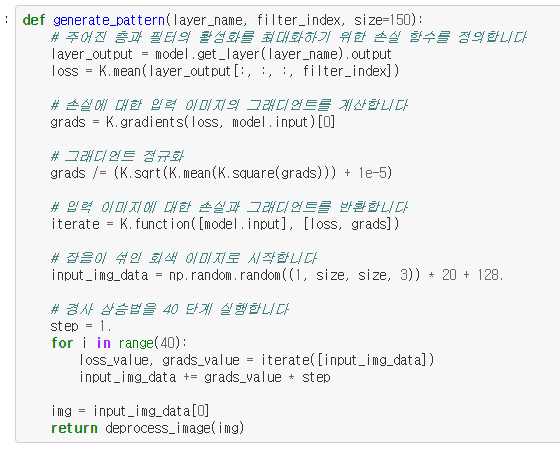 : def generate_pattern(layer_name, filter_index, size=150):
# 주어진 층과 필터의 활성화를 최대화하기 위한 손실 함수를 정의합니다
layer_output = model.get_layer(layer_name).output
loss = K.mean(layer_output[:, :, :, filter_index])
# 손실에 대한 입력 이미지의 그래디언트를 계산합니다
grads = K.gradients(loss, model.input)[0]
# 그래디언트 정규화
grads /= (K.sqrt(K.mean(K.square(grads))) + 1e-5)
# 입력 이미지에 대한 손실과 그래디언트를 반환합니다
iterate = K.function([model.input], [loss, grads])
# 잡음이 섞인 회색 이미지로 시작합니다
input_img_data = np.random.random((1, size, size, 3)) * 20 + 128.
# 경사 상승법을 40 단계 실행합니다
step = 1.
for i in range(40):
loss_value, grads_value = iterate([input_img_data])
input_img_data += grads_value * step
img = input_img_data[0]
return deprocess_image(img)